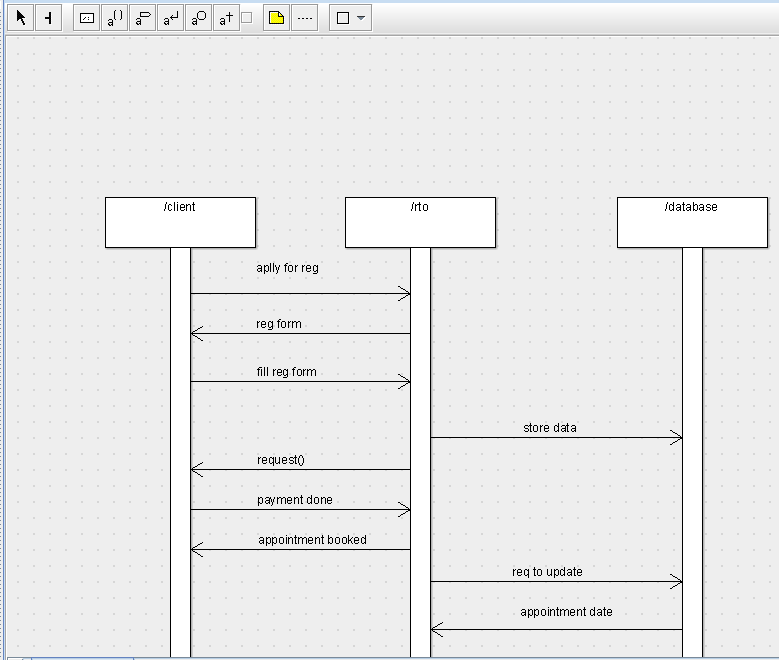 /client
/rto
/database
aplly for reg
reg form
fill reg form
store data
request()
payment done
appointment booked
req to update
appointment date